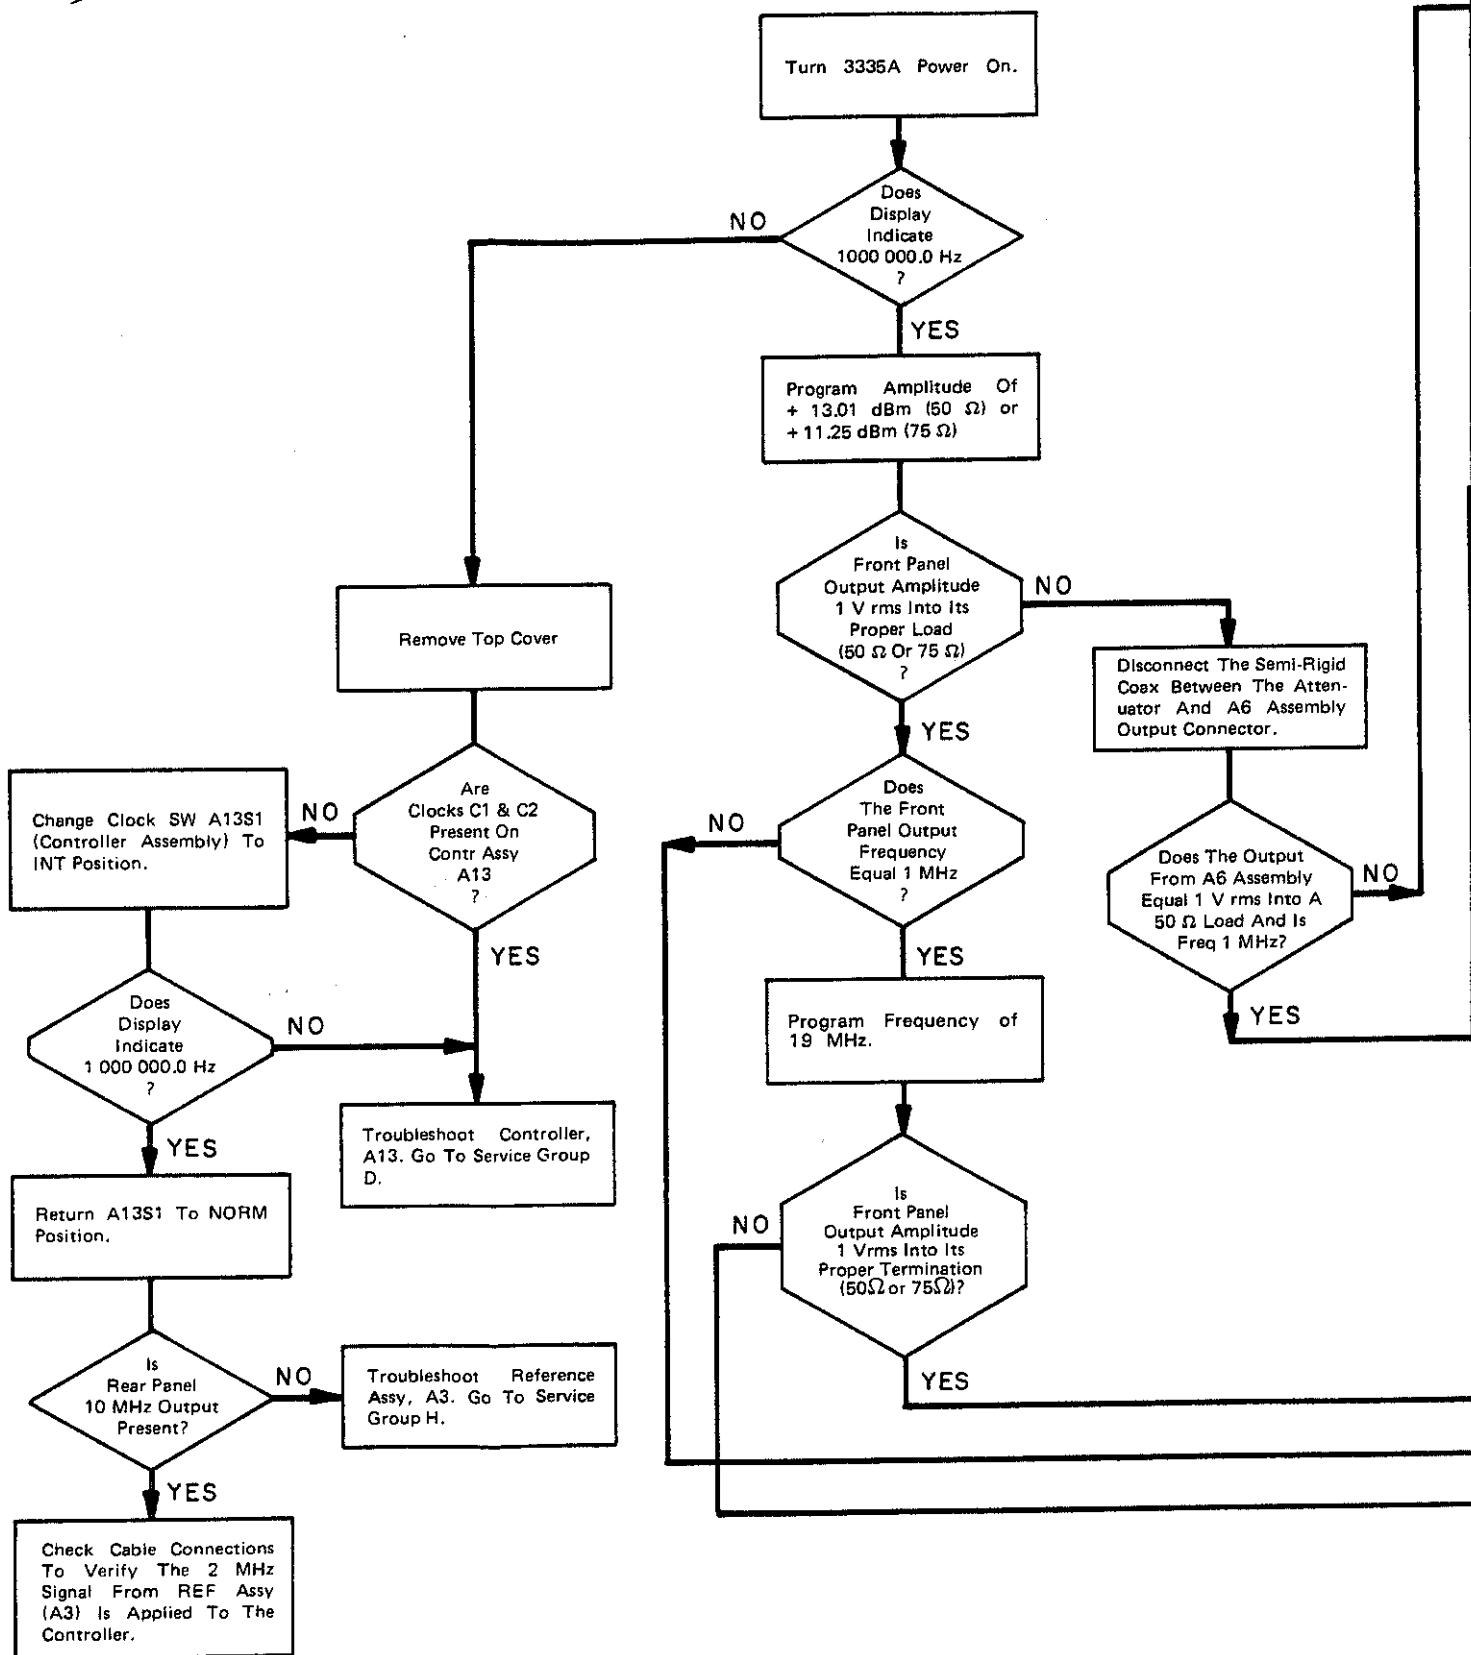 Turn 3335A Power On.
Does
Display
Indicate
1000 000.0 Hz
?
NO
YES
Program Amplitude Of
+ 13.01 dBm (50 Ω) or
+ 11.25 dBm (75 Ω)
Is
Front Panel
Output Amplitude
1 V rms Into Its
Proper Load
(50 Ω Or 75 Ω)
?
NO
YES
Disconnect The Semi-Rigid
Coax Between The Atten-
uator And A6 Assembly
Output Connector.
Does The Output
From A6 Assembly
Equal 1 V rms Into A
50 Ω Load And Is
Freq 1 MHz?
NO
YES
Does
The Front
Panel Output
Frequency
Equal 1 MHz
?
NO
YES
Program Frequency of
19 MHz.
Is
Front Panel
Output Amplitude
1 Vrms Into Its
Proper Termination
(50Ω or 75Ω)?
NO
YES
Remove Top Cover
Are
Clocks C1 & C2
Present On
Contr Assy
A13
?
NO
YES
Change Clock SW A13S1
(Controller Assembly) To
INT Position.
Does
Display
Indicate
1 000 000.0 Hz
?
NO
YES
Troubleshoot Controller,
A13. Go To Service Group
D.
Return A13S1 To NORM
Position.
Is
Rear Panel
10 MHz Output
Present?
NO
YES
Troubleshoot Reference
Assy, A3. Go To Service
Group H.
Check Cable Connections
To Verify The 2 MHz
Signal From REF Assy
(A3) Is Applied To The
Controller.